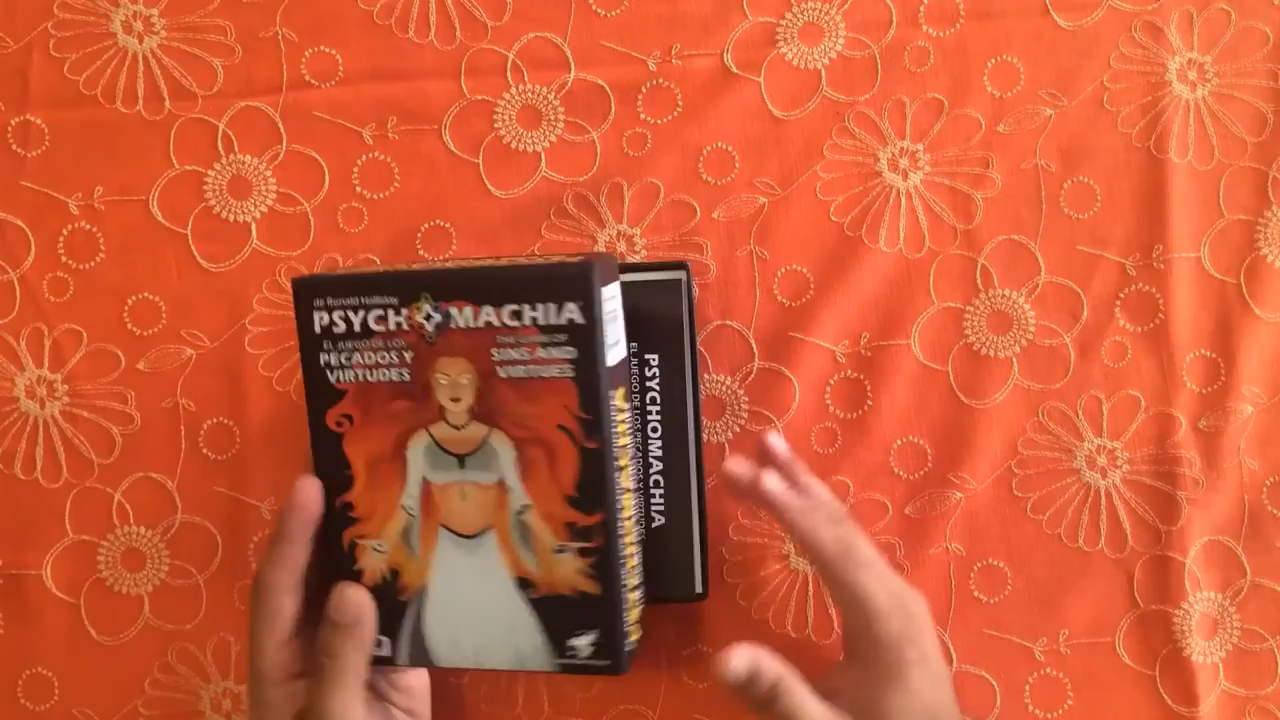 de Ronald Halliday
PSYCHOMACHIA
EL JUEGO DE LOS
PECADOS Y
VIRTUDES
THE GAME OF
SINS AND
VIRTUES
PSYCHOMACHIA
EL JUEGO DE LOS PECADOS Y VIRTUDES